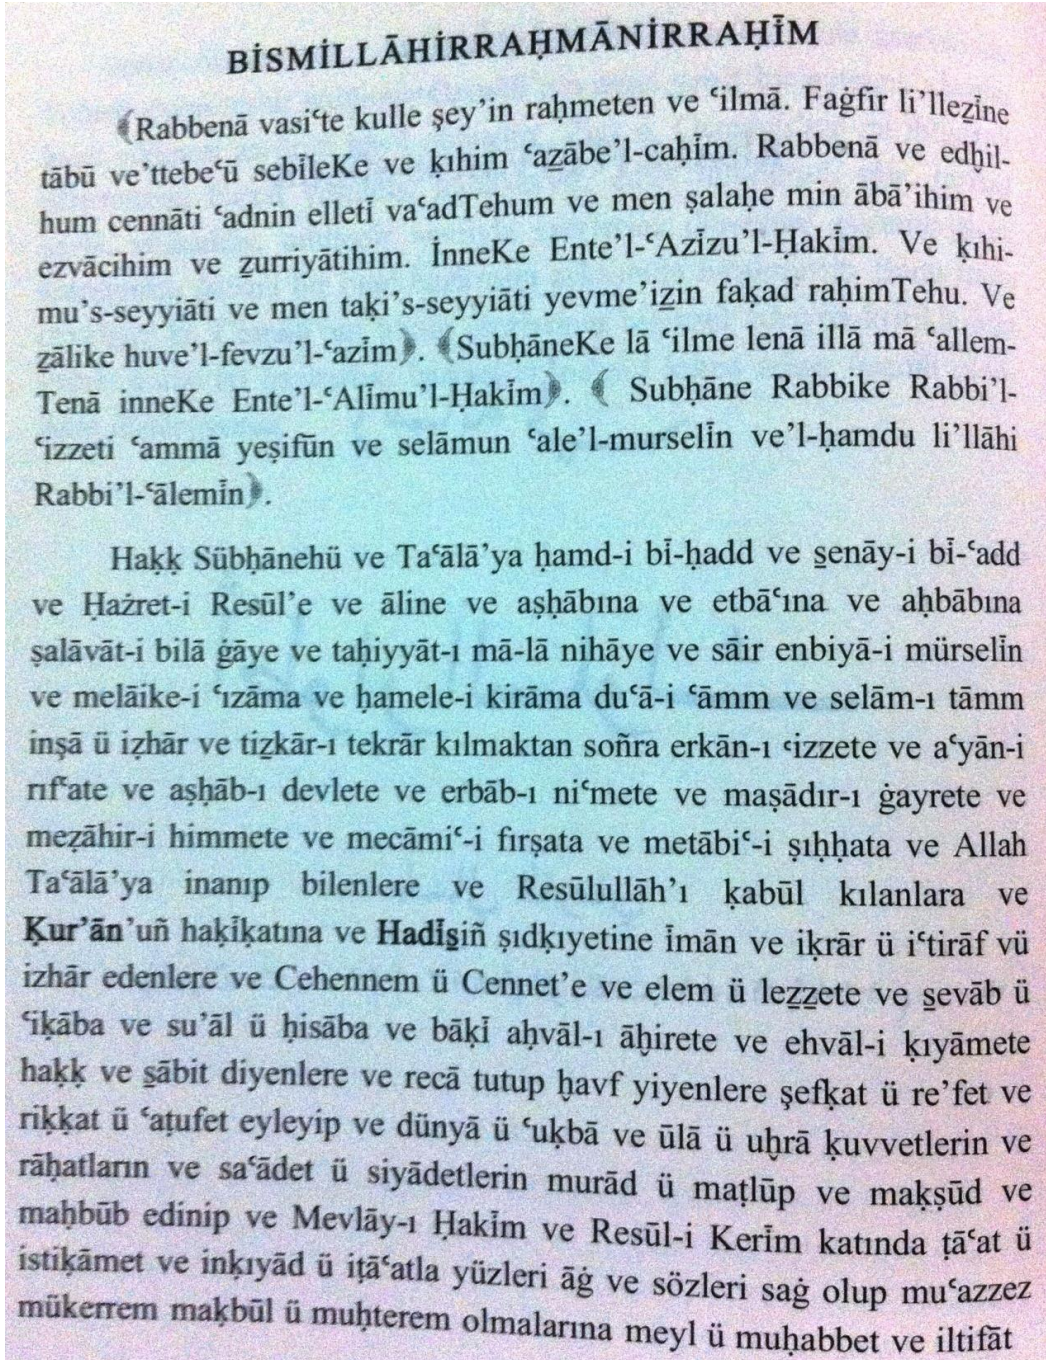 BİSMİLLĀHİRRAḤMĀNİRRAḤĪM
﴾Rabbenā vasiʿte kulle şey’in raḥmeten ve ʿilmā. Faġfir li’lleẕīne
tābū ve’ttebeʿū sebīleKe ve ḳıhim ʿaẕābe’l-caḥīm. Rabbenā ve edḫil-
hum cennāti ʿadnin elletī vaʿadTehum ve men ṣalaḥe min ābā’ihim ve
ezvācihim ve ẕurriyātihim. İnneKe Ente’l-ʿAzīzu’l-Ḥakīm. Ve ḳıhi-
mu’s-seyyiāti ve men taḳi’s-seyyiāti yevme’iẕin faḳad raḥimTehu. Ve
ẕālike huve’l-fevzu’l-ʿazīm﴿. ﴾SubḥāneKe lā ʿilme lenā illā mā ʿallem-
Tenā inneKe Ente’l-ʿAlīmu’l-Ḥakīm﴿. ﴾ Subḥāne Rabbike Rabbi’l-
ʿizzeti ʿammā yeṣifūn ve selāmun ʿale’l-murselīn ve’l-ḥamdu li’llāhi
Rabbi’l-ʿālemīn﴿.
Haḳḳ Sübḥānehü ve Taʿālā’ya ḥamd-i bī-ḥadd ve s̱enāy-i bī-ʿadd
ve Ḥażret-i Resūl’e ve āline ve aṣḥābına ve etbāʿına ve aḥbābına
ṣalāvāt-i bilā ġāye ve taḥiyyāt-ı mā-lā nihāye ve sāir enbiyā-i mürselīn
ve melāike-i ʿızāma ve ḥamele-i kirāma duʿā-i ʿāmm ve selām-ı tāmm
inşā ü iẓhār ve tiẕkār-ı tekrār kılmaktan soñra erkān-ı ʿizzete ve aʿyān-i
rıfʿate ve aṣḥāb-ı devlete ve erbāb-ı niʿmete ve maṣādır-ı ġayrete ve
meẓāhir-i himmete ve mecāmiʿ-i fırṣata ve metābiʿ-i ṣıḥḥata ve Allah
Taʿālā’ya inanıp bilenlere ve Resūlullāh’ı ḳabūl kılanlara ve
Ḳur’ān’uñ haḳīḳatına ve Hadīs̱iñ ṣıdḳıyetine īmān ve iḳrār ü iʿtirāf vü
izhār edenlere ve Cehennem ü Cennet’e ve elem ü leẕẕete ve s̱evāb ü
ʿiḳāba ve su’āl ü ḥisāba ve bāḳī aḥvāl-ı āḫirete ve ehvāl-i ḳıyāmete
haḳḳ ve s̱ābit diyenlere ve recā tutup ḫavf yiyenlere şefḳat ü re’fet ve
riḳḳat ü ʿaṭufet eyleyip ve dünyā ü ʿuḳbā ve ūlā ü uḫrā ḳuvvetlerin ve
rāḥatların ve saʿādet ü siyādetlerin murād ü maṭlūp ve maḳṣūd ve
maḥbūb edinip ve Mevlāy-ı Ḥakīm ve Resūl-i Kerīm katında ṭāʿat ü
istiḳāmet ve inḳıyād ü iṭāʿatla yüzleri āġ ve sözleri saġ olup muʿazzez
mükerrem maḳbūl ü muḥterem olmalarına meyl ü muḥabbet ve iltifāt